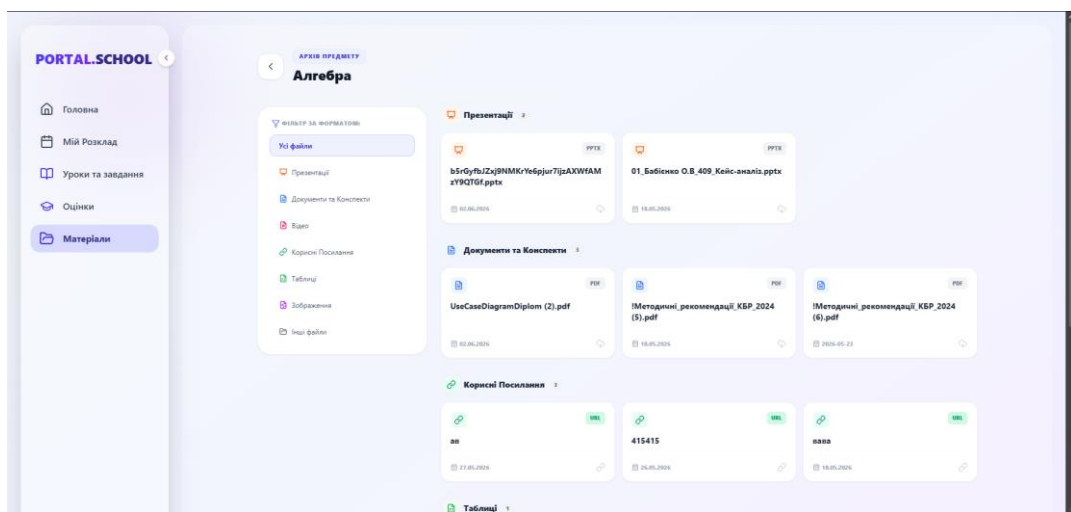 PORTAL.SCHOOL
Головна
Мій Розклад
Уроки та завдання
Оцінки
Матеріали
АРХІВ ПРЕДМЕТУ
Алгебра
ФІЛЬТР ЗА ФОРМАТОМ:
Усі файли
Презентації
Документи та Конспекти
Відео
Корисні Посилання
Таблиці
Зображення
Інші файли
Презентації 2
PPTX
b5rGyfbJZxj9NMKrYe6pjur7ijzAXWfAM
zY9QTGf.pptx
02.06.2026
PPTX
01_Бабієнко О.В_409_Кейс-аналіз.pptx
18.05.2026
Документи та Конспекти 3
PDF
UseCaseDiagramDiplom (2).pdf
02.06.2026
PDF
!Методичні_рекомендації_КБР_2024
(5).pdf
18.05.2026
PDF
!Методичні_рекомендації_КБР_2024
(6).pdf
2026-05-23
Корисні Посилання 3
URL
ав
27.05.2026
URL
415415
26.05.2026
URL
вава
18.05.2026
Таблиці 1